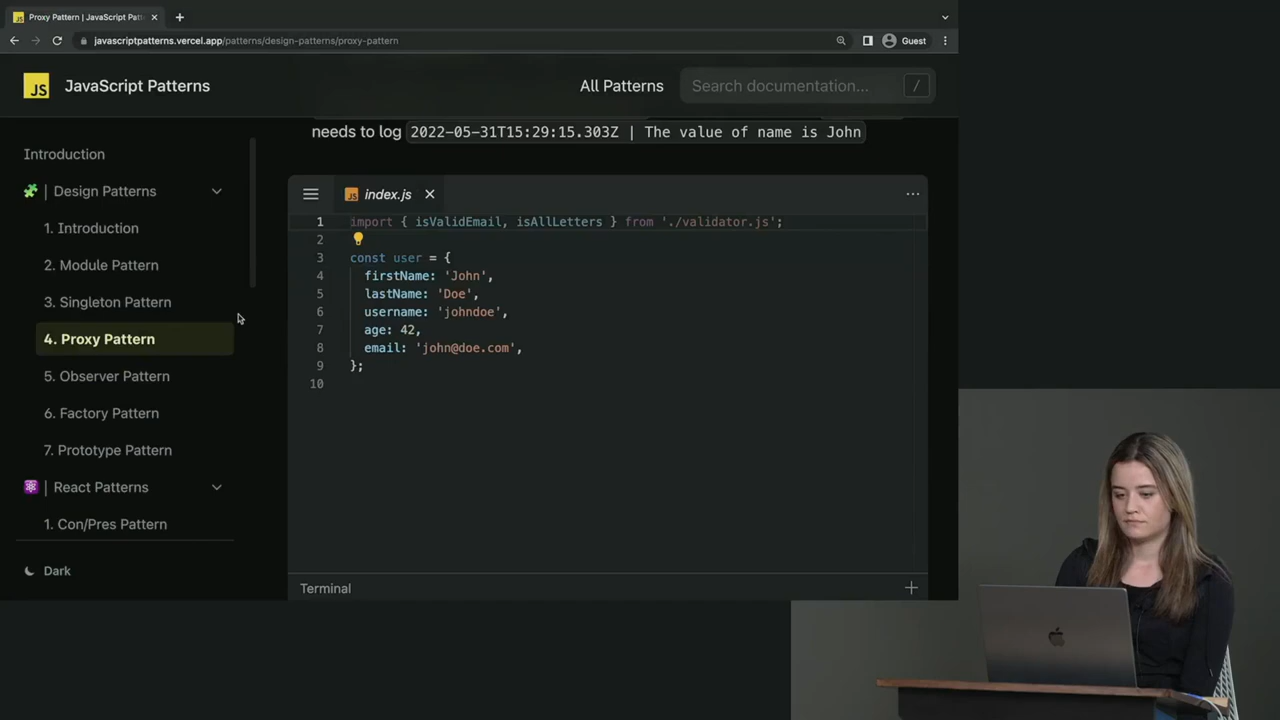 Proxy Pattern | JavaScript Pat
javascriptpatterns.vercel.app/patterns/design-patterns/proxy-pattern
Guest
JS
JavaScript Patterns
All Patterns
Search documentation...
/
needs to log 2022-05-31T15:29:15.303Z | The value of name is John
Introduction
| Design Patterns
1. Introduction
2. Module Pattern
3. Singleton Pattern
4. Proxy Pattern
5. Observer Pattern
6. Factory Pattern
7. Prototype Pattern
| React Patterns
1. Con/Pres Pattern
Dark
JS index.js
1 import { isValidEmail, isAllLetters } from './validator.js';
2
3 const user = {
4 firstName: 'John',
5 lastName: 'Doe',
6 username: 'johndoe',
7 age: 42,
8 email: 'john@doe.com',
9 };
10
Terminal